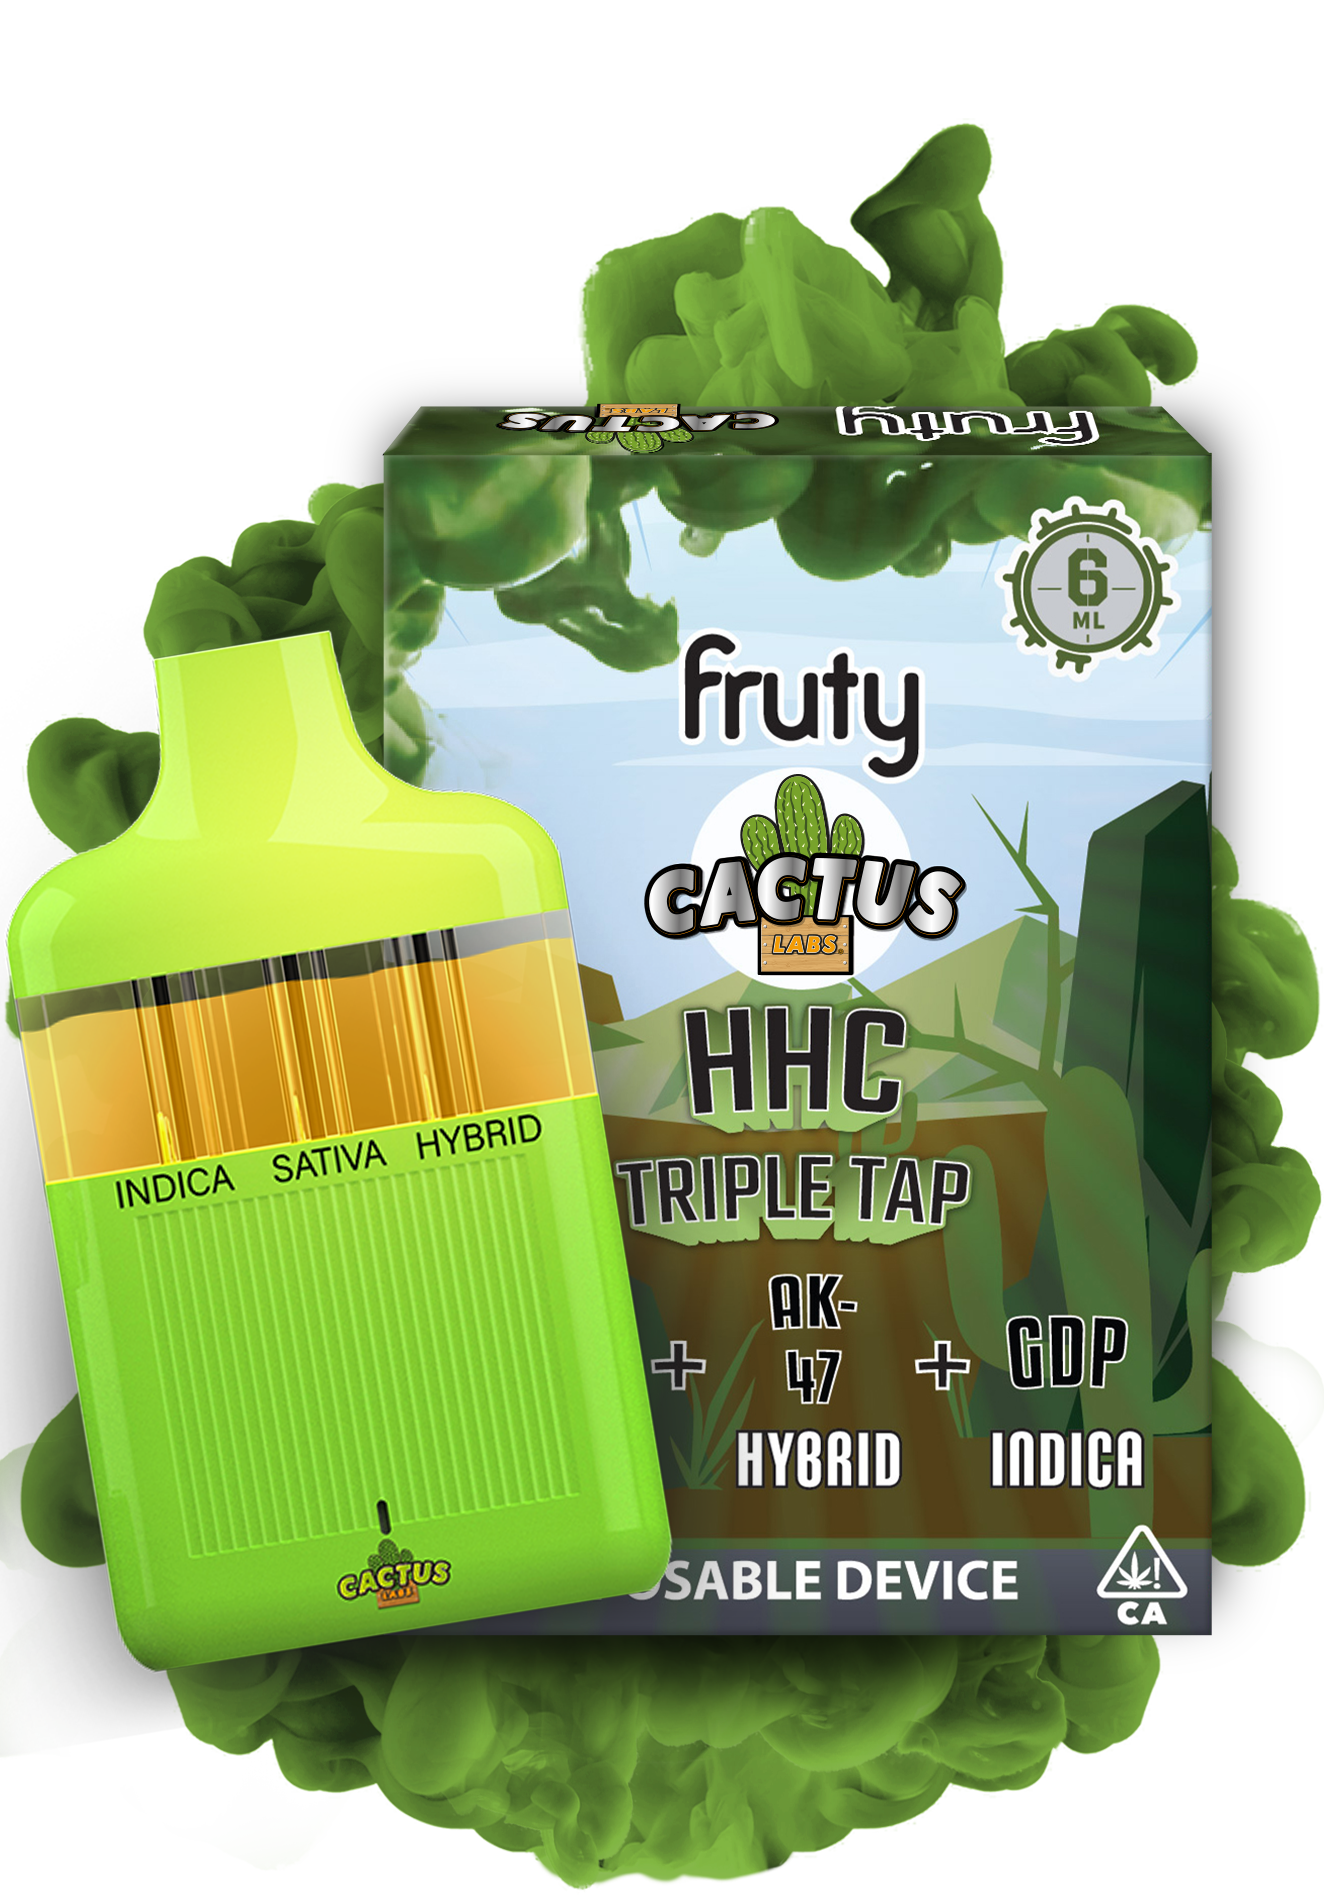 CACTUS
LABS
fruty
6
ML
fruty
CACTUS
LABS
HHC
TRIPLE TAP
+ AK-47 + GDP
HYBRID INDICA
SABLE DEVICE
CA
INDICA SATIVA HYBRID
CACTUS
LABS